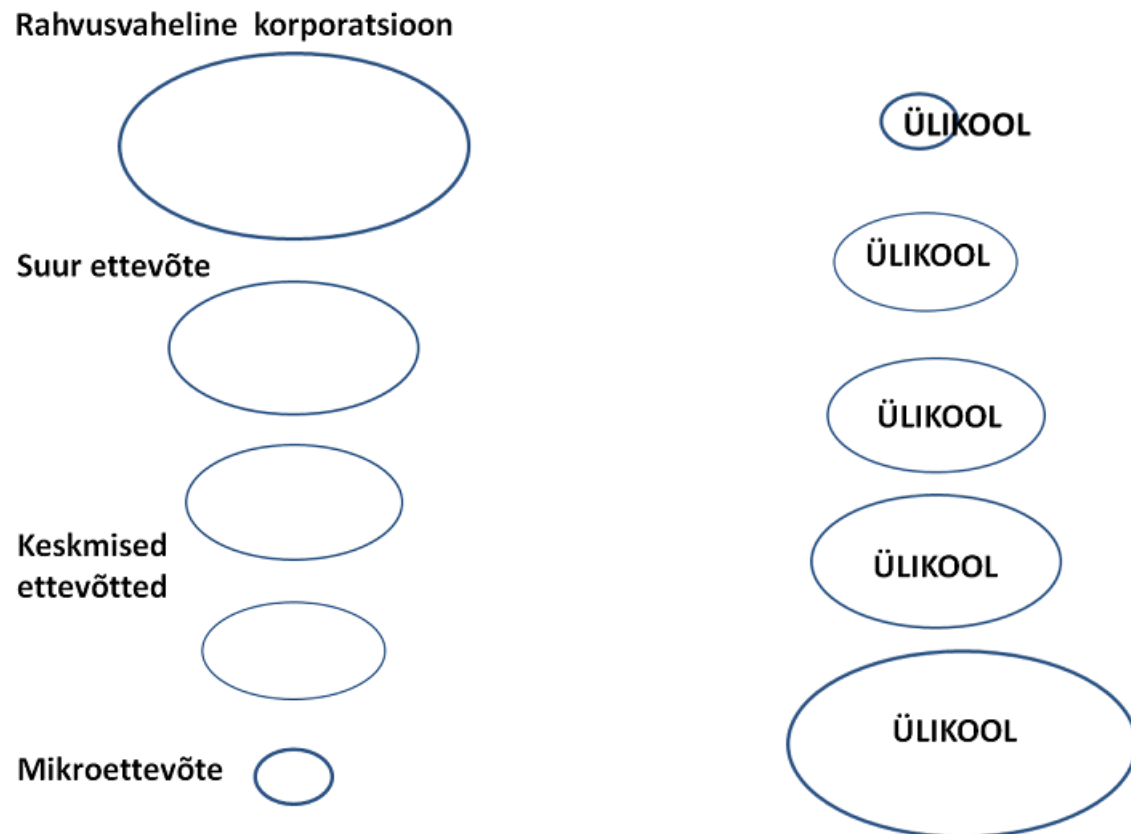 Rahvusvaheline korporatsioon
ÜLIKOOL
Suur ettevõte
ÜLIKOOL
ÜLIKOOL
Keskmised
ettevõtted
ÜLIKOOL
ÜLIKOOL
Mikroettevõte